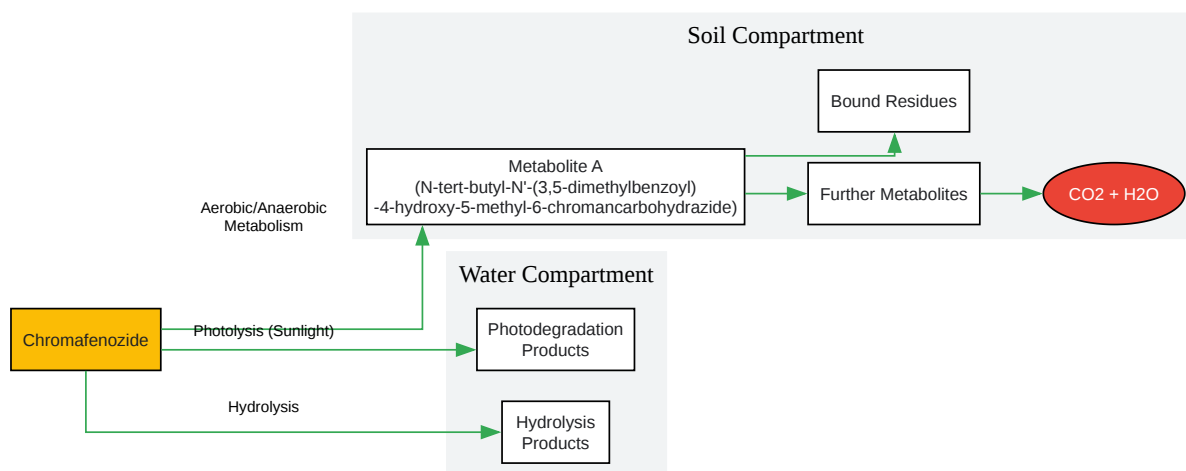 Soil Compartment
Bound Residues
Metabolite A
(N-tert-butyl-N'-(3,5-dimethylbenzoyl)
-4-hydroxy-5-methyl-6-chromancarbohydrazide)
Further Metabolites
CO2 + H2O
Aerobic/Anaerobic
Metabolism
Water Compartment
Chromafenozide
Photolysis (Sunlight)
Photodegradation
Products
Hydrolysis
Hydrolysis
Products